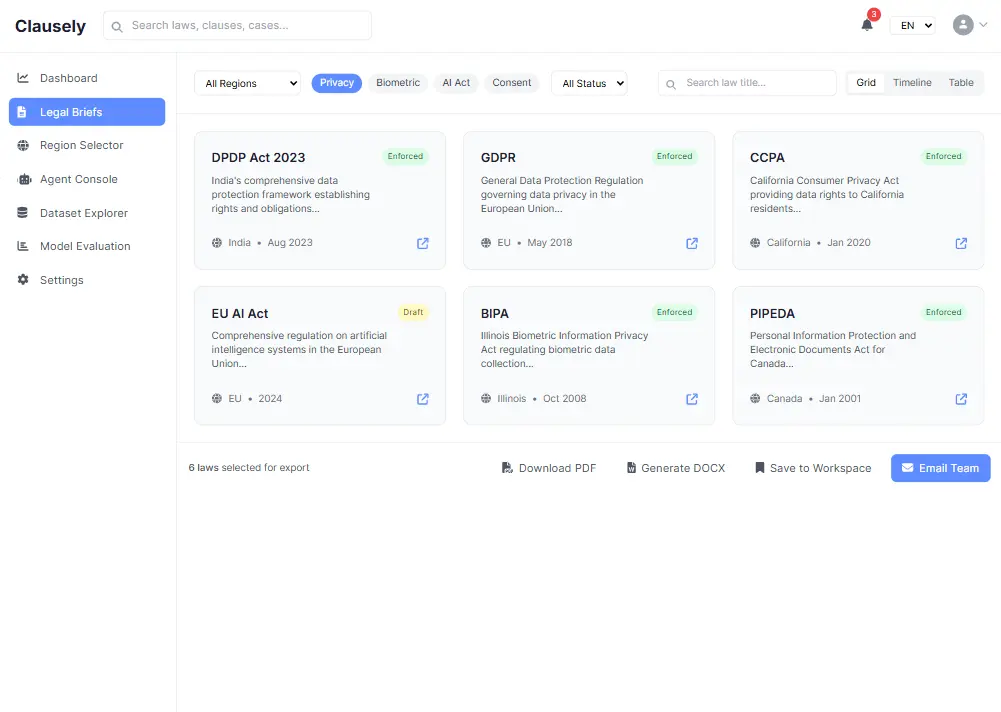 Clausely
Search laws, clauses, cases...
3
EN
Dashboard
Legal Briefs
Region Selector
Agent Console
Dataset Explorer
Model Evaluation
Settings
All Regions
Privacy
Biometric
AI Act
Consent
All Status
Search law title...
Grid
Timeline
Table
DPDP Act 2023
Enforced
India's comprehensive data
protection framework establishing
rights and obligations...
India • Aug 2023
GDPR
Enforced
General Data Protection Regulation
governing data privacy in the
European Union...
EU • May 2018
CCPA
Enforced
California Consumer Privacy Act
providing data rights to California
residents...
California • Jan 2020
EU AI Act
Draft
Comprehensive regulation on artificial
intelligence systems in the European
Union...
EU • 2024
BIPA
Enforced
Illinois Biometric Information Privacy
Act regulating biometric data
collection...
Illinois • Oct 2008
PIPEDA
Enforced
Personal Information Protection and
Electronic Documents Act for
Canada...
Canada • Jan 2001
6 laws selected for export
Download PDF
Generate DOCX
Save to Workspace
Email Team